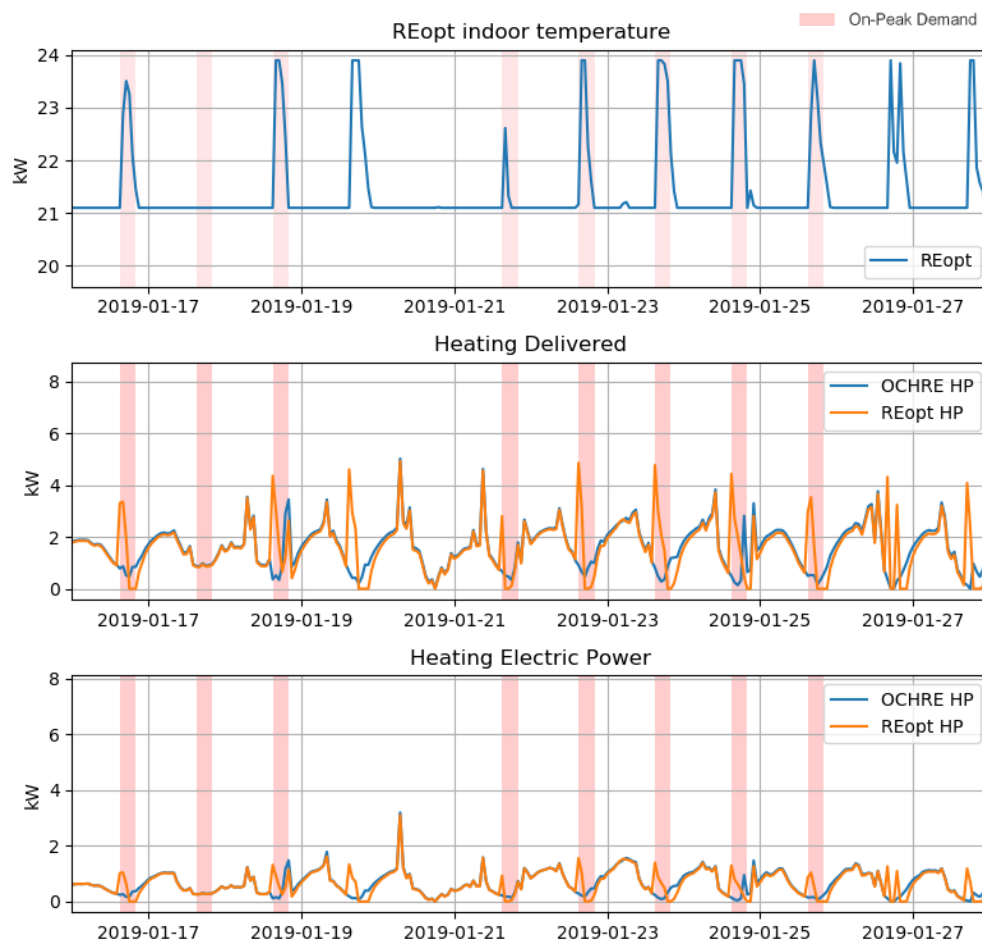 On-Peak Demand
REopt indoor temperature
24
23
22
21
20
kW
REopt
2019-01-17 2019-01-19 2019-01-21 2019-01-23 2019-01-25 2019-01-27
Heating Delivered
8
6
4
2
0
kW
OCHRE HP
REopt HP
2019-01-17 2019-01-19 2019-01-21 2019-01-23 2019-01-25 2019-01-27
Heating Electric Power
8
6
4
2
0
kW
OCHRE HP
REopt HP
2019-01-17 2019-01-19 2019-01-21 2019-01-23 2019-01-25 2019-01-27